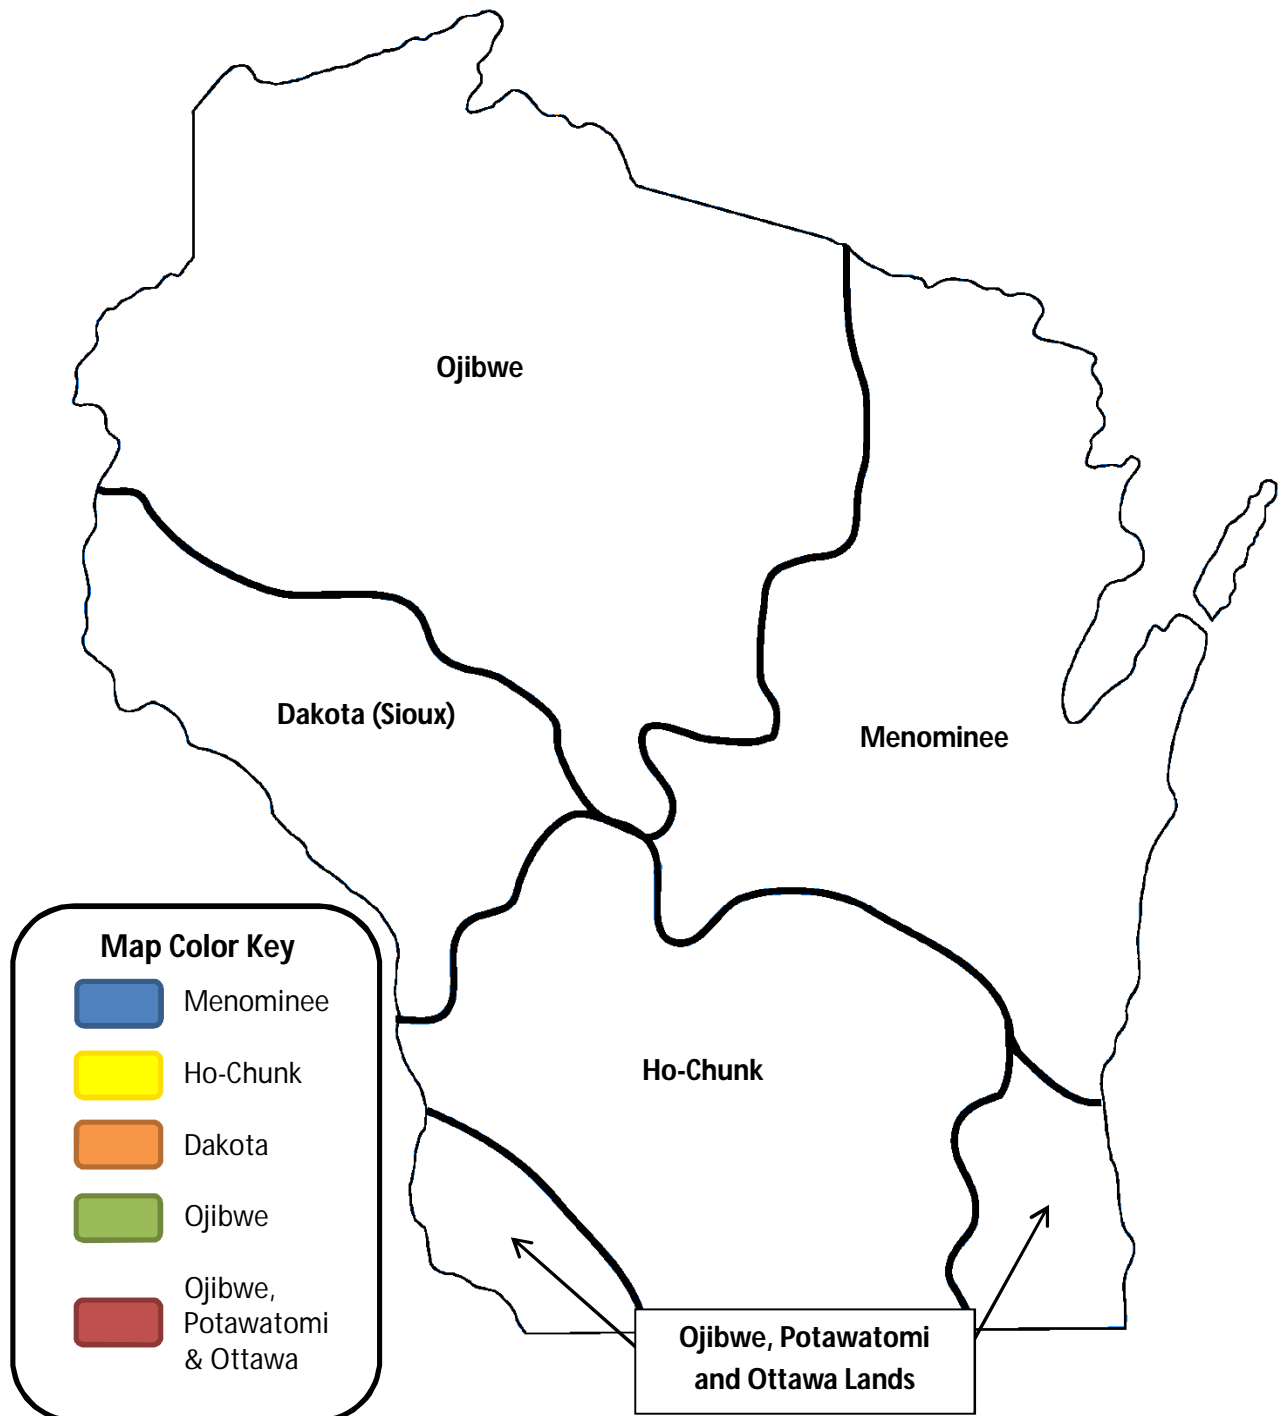 Ojibwe
Dakota (Sioux)
Menominee
Ho-Chunk
Map Color Key
Menominee
Ho-Chunk
Dakota
Ojibwe
Ojibwe,
Potawatomi
& Ottawa
Ojibwe, Potawatomi
and Ottawa Lands